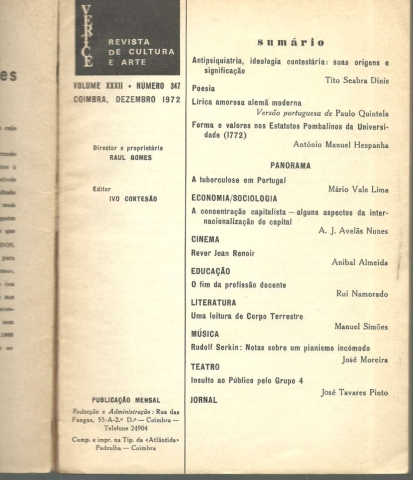 VERTICE
REVISTA
DE CULTURA
E ARTE
VOLUME XXXII • NÚMERO 347
COIMBRA, DEZEMBRO 1972
Director e proprietário
RAUL GOMES
Editor
IVO CORTESÃO
PUBLICAÇÃO MENSAL
Redacção e Administração: Rua das
Fangas, 55-A-2.º D.º — Coimbra —
Telefone 24904
Comp. e impr. na Tip. da «Atlântida»
Pedrulha — Coimbra
sumário
Antipsiquiatria, ideologia contestária: suas origens e
significação
Tito Seabra Dinis
Poesia
Lírica amorosa alemã moderna
Versão portuguesa de Paulo Quintela
Forma e valores nos Estatutos Pombalinos da Universi-
dade (1772)
António Manuel Hespanha
PANORAMA
A tuberculose em Portugal
Mário Vale Lima
ECONOMIA/SOCIOLOGIA
A concentração capitalista — alguns aspectos da inter-
nacionalização do capital
A. J. Avelãs Nunes
CINEMA
Rever Jean Renoir
Anibal Almeida
EDUCAÇÃO
O fim da profissão docente
Rui Namorado
LITERATURA
Uma leitura de Corpo Terrestre
Manuel Simões
MÚSICA
Rudolf Serkin: Notas sobre um pianismo incómodo
José Moreira
TEATRO
Insulto ao Público pelo Grupo 4
José Tavares Pinto
JORNAL